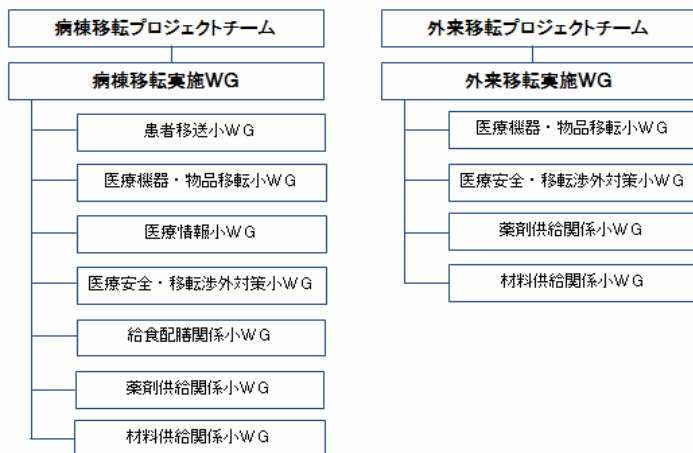 病棟移転プロジェクトチーム
病棟移転実施WG
患者移送小ＷＧ
医療機器・物品移転小ＷＧ
医療情報小ＷＧ
医療安全・移転渉外対策小ＷＧ
給食配膳関係小ＷＧ
薬剤供給関係小ＷＧ
材料供給関係小ＷＧ
外来移転プロジェクトチーム
外来移転実施WG
医療機器・物品移転小ＷＧ
医療安全・移転渉外対策小ＷＧ
薬剤供給関係小ＷＧ
材料供給関係小ＷＧ